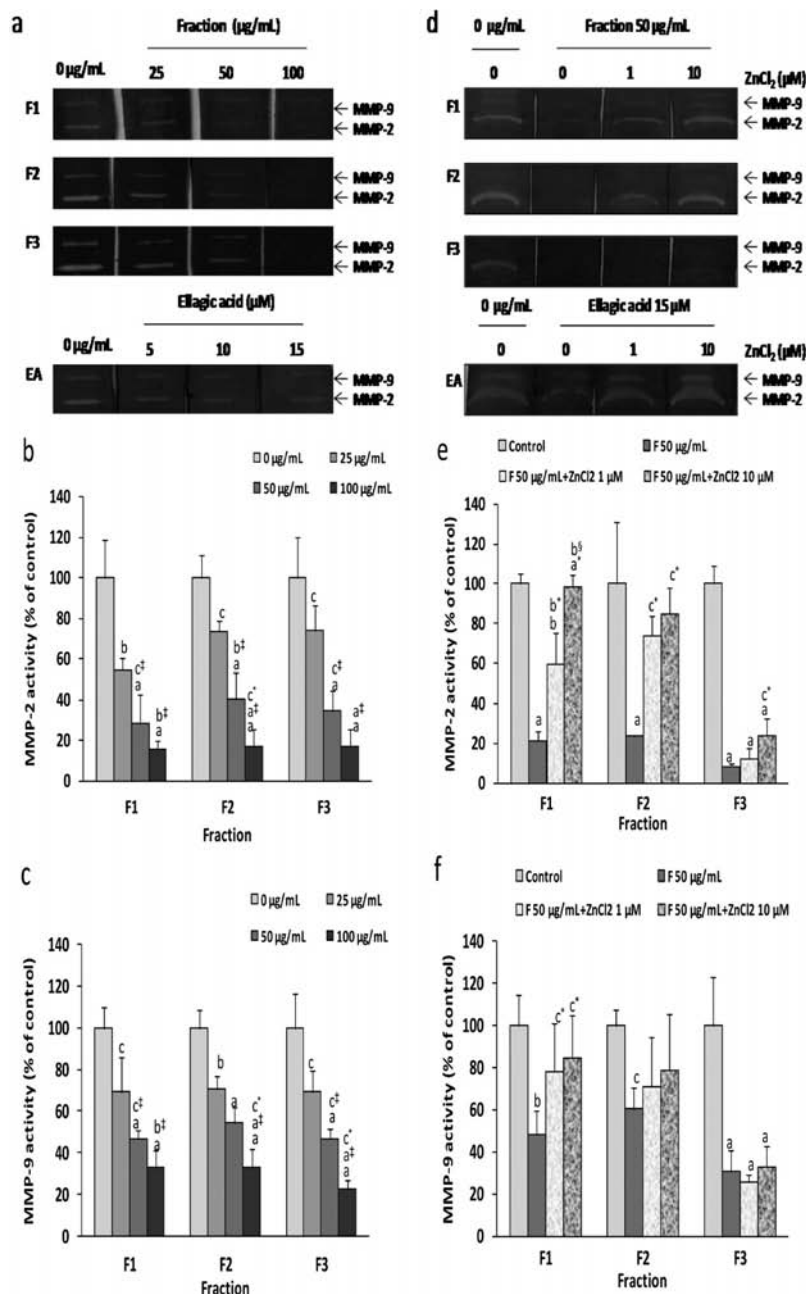 a
Fraction (µg/mL)
0 µg/mL 25 50 100
F1
← MMP-9
← MMP-2
F2
← MMP-9
← MMP-2
F3
← MMP-9
← MMP-2
Ellagic acid (µM)
0 µg/mL 5 10 15
EA
← MMP-9
← MMP-2
d
0 µg/mL Fraction 50 µg/mL
0 0 1 10 ZnCl₂ (µM)
F1
← MMP-9
← MMP-2
F2
← MMP-9
← MMP-2
F3
← MMP-9
← MMP-2
0 µg/mL Ellagic acid 15 µM
0 0 1 10 ZnCl₂ (µM)
EA
← MMP-9
← MMP-2
b
0 µg/mL 25 µg/mL
50 µg/mL 100 µg/mL
MMP-2 activity (% of control)
140
120
100
80
60
40
20
0
b
c‡
a
b‡
a
c
b‡
a
c*
a‡
a
c
c‡
a
a‡
a
F1 F2 F3
Fraction
e
Control F 50 µg/mL
F 50 µg/mL+ZnCl2 1 µM F 50 µg/mL+ZnCl2 10 µM
MMP-2 activity (% of control)
140
120
100
80
60
40
20
0
a
b*
b
b§
a*
a
c*
c*
a
a
c*
a
F1 F2 F3
Fraction
c
0 µg/mL 25 µg/mL
50 µg/mL 100 µg/mL
MMP-9 activity (% of control)
140
120
100
80
60
40
20
0
c
c‡
a
b‡
a
b
a
c*
a‡
a
c
c‡
a
c*
a‡
a
F1 F2 F3
Fraction
f
Control F 50 µg/mL
F 50 µg/mL+ZnCl2 1 µM F 50 µg/mL+ZnCl2 10 µM
MMP-9 activity (% of control)
140
120
100
80
60
40
20
0
b
c*
c*
c
a
a
a
F1 F2 F3
Fraction